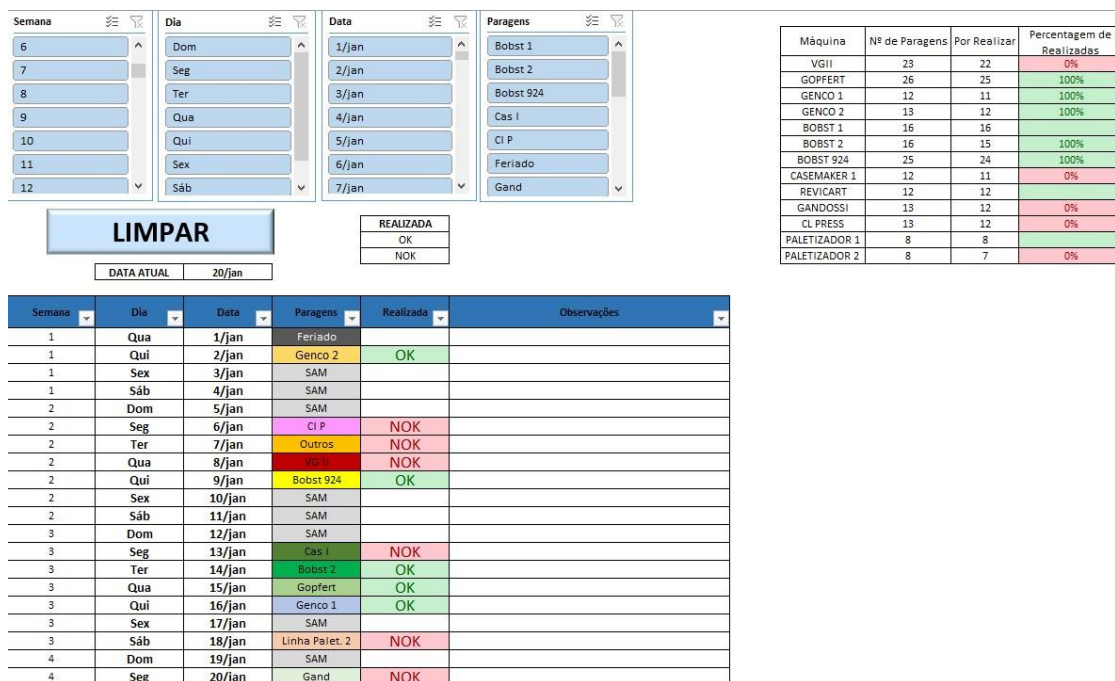 Semana
6
7
8
9
10
11
12
Dia
Dom
Seg
Ter
Qua
Qui
Sex
Sáb
Data
1/jan
2/jan
3/jan
4/jan
5/jan
6/jan
7/jan
Paragens
Bobst 1
Bobst 2
Bobst 924
Cas I
Cl P
Feriado
Gand
Máquina Nº de Paragens Por Realizar Percentagem de Realizadas
VGII 23 22 0%
GOPFERT 26 25 100%
GENCO 1 12 11 100%
GENCO 2 13 12 100%
BOBST 1 16 16
BOBST 2 16 15 100%
BOBST 924 25 24 100%
CASEMAKER 1 12 11 0%
REVICART 12 12
GANDOSSI 13 12 0%
CL PRESS 13 12 0%
PALETIZADOR 1 8 8
PALETIZADOR 2 8 7 0%
LIMPAR
REALIZADA
OK
NOK
DATA ATUAL 20/jan
Semana Dia Data Paragens Realizada Observações
1 Qua 1/jan Feriado
1 Qui 2/jan Genco 2 OK
1 Sex 3/jan SAM
1 Sáb 4/jan SAM
2 Dom 5/jan SAM
2 Seg 6/jan Cl P NOK
2 Ter 7/jan Outros NOK
2 Qua 8/jan VG II NOK
2 Qui 9/jan Bobst 924 OK
2 Sex 10/jan SAM
2 Sáb 11/jan SAM
3 Dom 12/jan SAM
3 Seg 13/jan Cas I NOK
3 Ter 14/jan Bobst 2 OK
3 Qua 15/jan Gopfert OK
3 Qui 16/jan Genco 1 OK
3 Sex 17/jan SAM
3 Sáb 18/jan Linha Palet. 2 NOK
4 Dom 19/jan SAM
4 Seg 20/jan Gand NOK